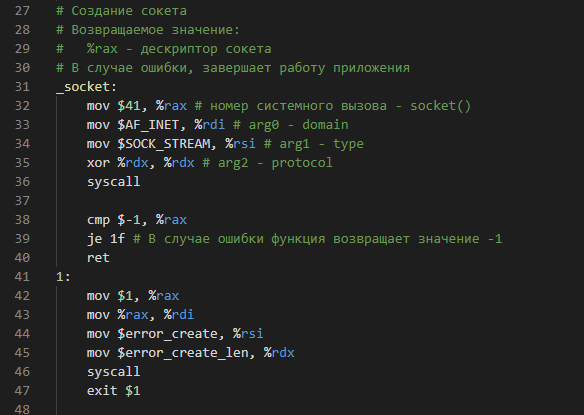 27 # Создание сокета
28 # Возвращаемое значение:
29 #   %rax - дескриптор сокета
30 # В случае ошибки, завершает работу приложения
31 _socket:
32     mov $41, %rax # номер системного вызова - socket()
33     mov $AF_INET, %rdi # arg0 - domain
34     mov $SOCK_STREAM, %rsi # arg1 - type
35     xor %rdx, %rdx # arg2 - protocol
36     syscall
37
38     cmp $-1, %rax
39     je 1f # В случае ошибки функция возвращает значение -1
40     ret
41 1:
42     mov $1, %rax
43     mov %rax, %rdi
44     mov $error_create, %rsi
45     mov $error_create_len, %rdx
46     syscall
47     exit $1
48